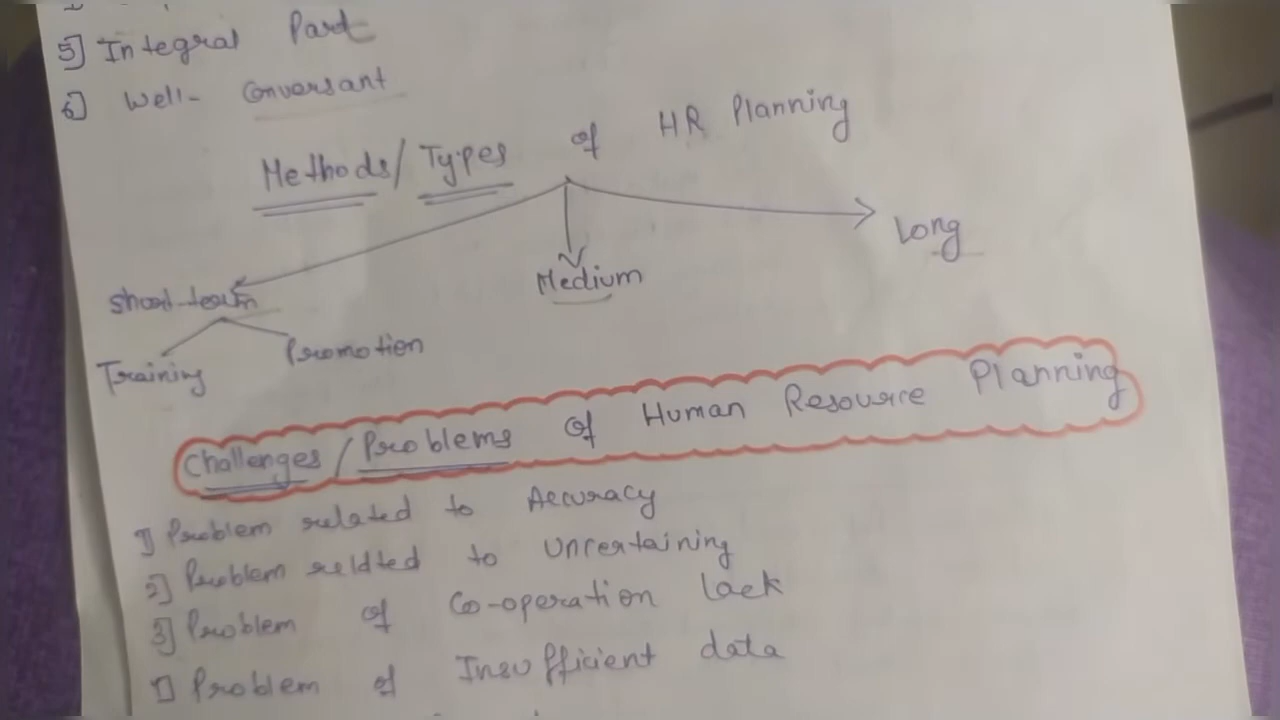 5] Integral Part
6] Well- Conversant
Methods/Types of HR Planning
Short-term Medium Long
Training Promotion
Challenges/Problems of Human Resource Planning
1] Problem related to Accuracy
2] Problem reldted to Uncertaining
3] Problem of Co-operation lack
1] Problem of Insufficient data